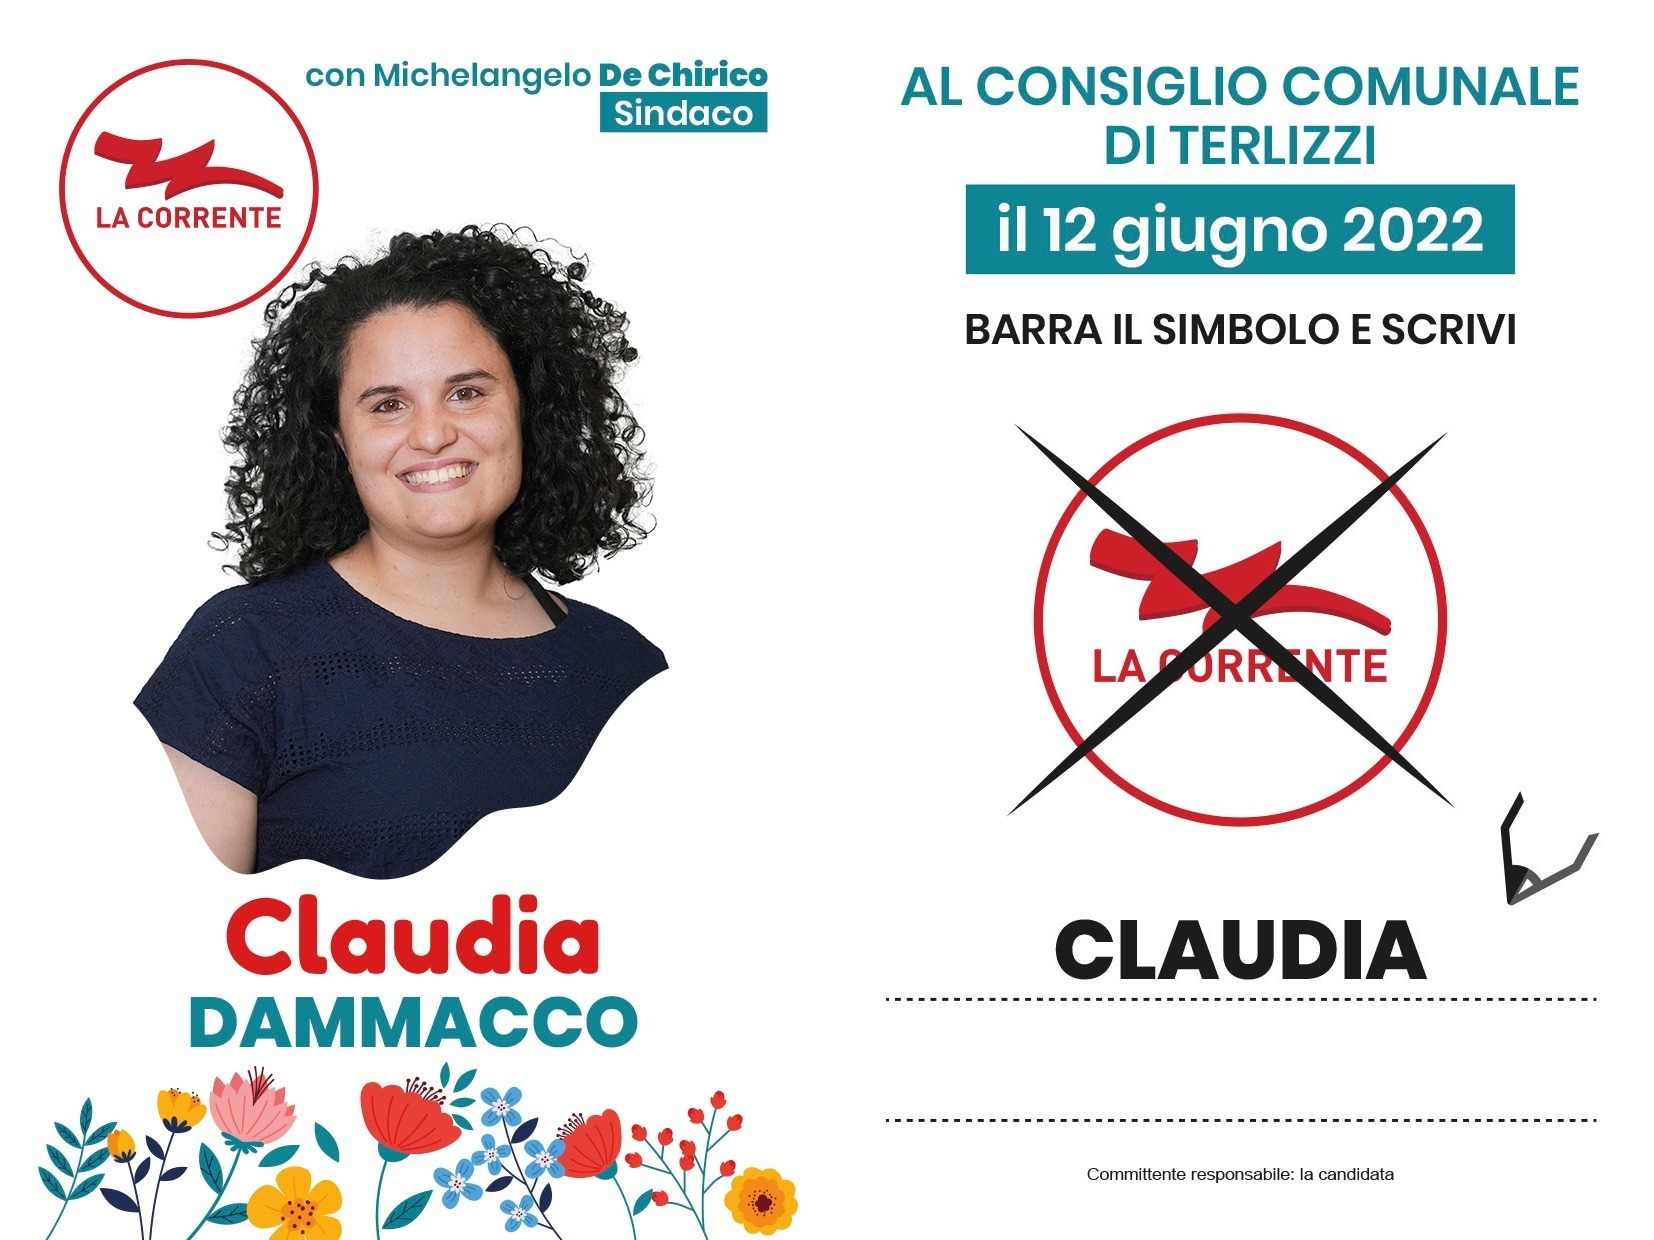 con Michelangelo De Chirico
Sindaco
LA CORRENTE
Claudia
DAMMACCO
AL CONSIGLIO COMUNALE
DI TERLIZZI
il 12 giugno 2022
BARRA IL SIMBOLO E SCRIVI
LA CORRENTE
CLAUDIA
Committente responsabile: la candidata